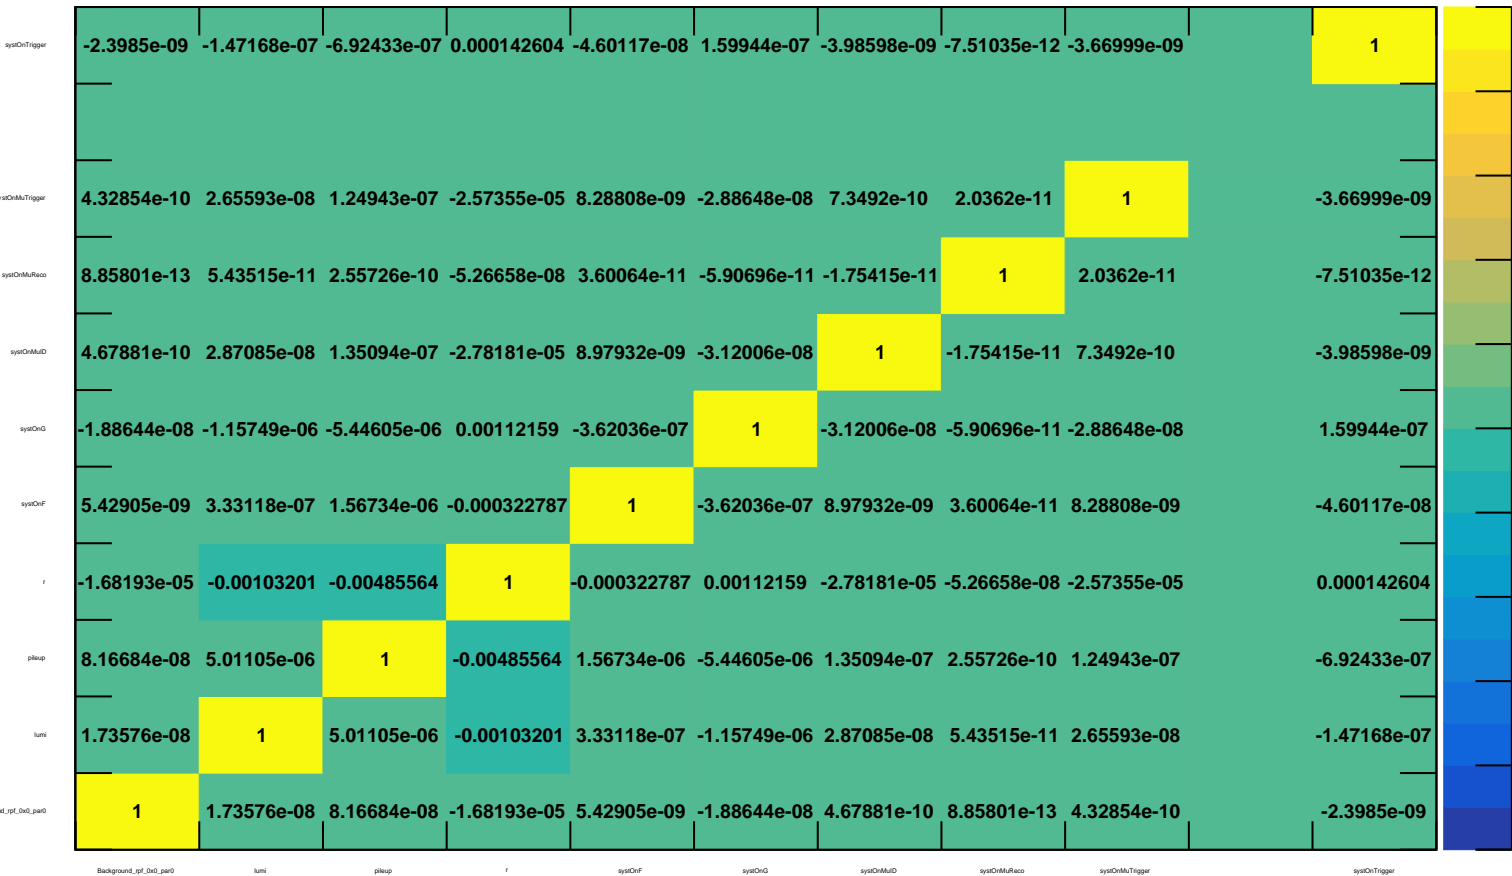 systOnTrigger -2.3985e-09 -1.47168e-07 -6.92433e-07 0.000142604 -4.60117e-08 1.59944e-07 -3.98598e-09 -7.51035e-12 -3.66999e-09 1
ystOnMuTrigger 4.32854e-10 2.65593e-08 1.24943e-07 -2.57355e-05 8.28808e-09 -2.88648e-08 7.3492e-10 2.0362e-11 1 -3.66999e-09
systOnMuReco 8.85801e-13 5.43515e-11 2.55726e-10 -5.26658e-08 3.60064e-11 -5.90696e-11 -1.75415e-11 1 2.0362e-11 -7.51035e-12
systOnMuID 4.67881e-10 2.87085e-08 1.35094e-07 -2.78181e-05 8.97932e-09 -3.12006e-08 1 -1.75415e-11 7.3492e-10 -3.98598e-09
systOnG -1.88644e-08 -1.15749e-06 -5.44605e-06 0.00112159 -3.62036e-07 1 -3.12006e-08 -5.90696e-11 -2.88648e-08 1.59944e-07
systOnF 5.42905e-09 3.33118e-07 1.56734e-06 -0.000322787 1 -3.62036e-07 8.97932e-09 3.60064e-11 8.28808e-09 -4.60117e-08
r -1.68193e-05 -0.00103201 -0.00485564 1 -0.000322787 0.00112159 -2.78181e-05 -5.26658e-08 -2.57355e-05 0.000142604
pileup 8.16684e-08 5.01105e-06 1 -0.00485564 1.56734e-06 -5.44605e-06 1.35094e-07 2.55726e-10 1.24943e-07 -6.92433e-07
lumi 1.73576e-08 1 5.01105e-06 -0.00103201 3.33118e-07 -1.15749e-06 2.87085e-08 5.43515e-11 2.65593e-08 -1.47168e-07
d_rpf_0x0_par0 1 1.73576e-08 8.16684e-08 -1.68193e-05 5.42905e-09 -1.88644e-08 4.67881e-10 8.85801e-13 4.32854e-10 -2.3985e-09
Background_rpf_0x0_par0 lumi pileup r systOnF systOnG systOnMuID systOnMuReco systOnMuTrigger systOnTrigger